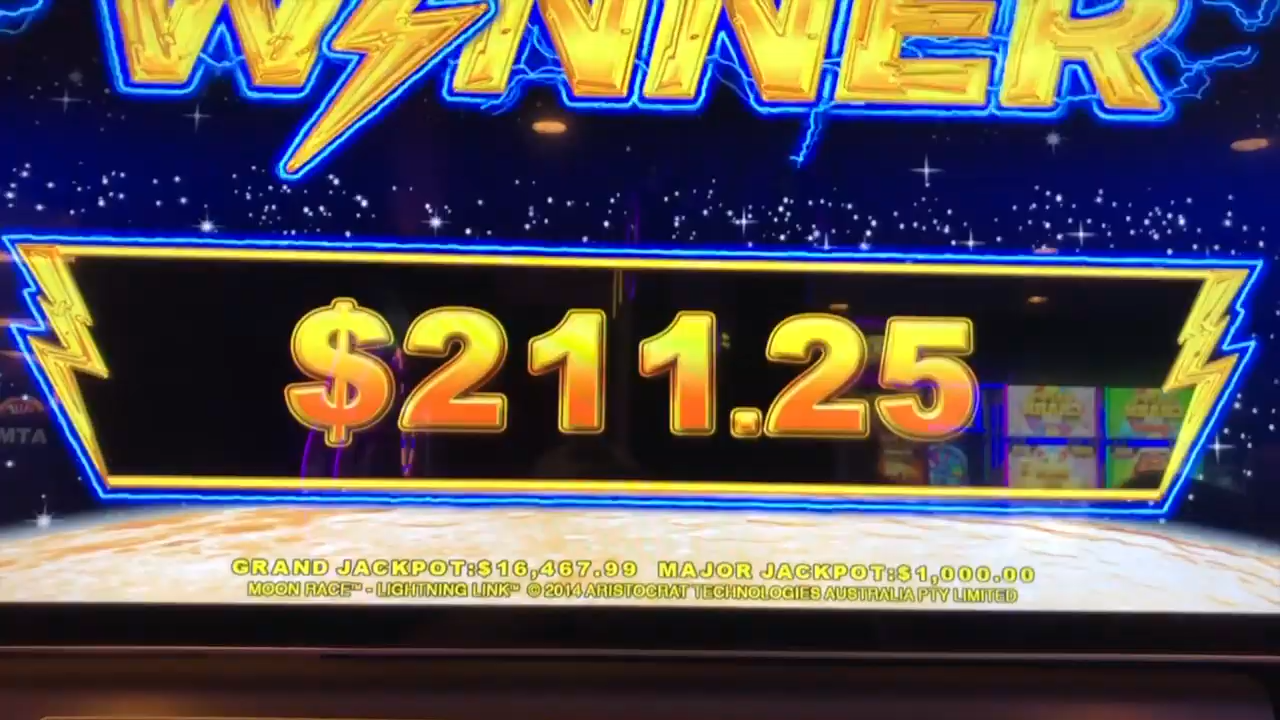 WINNER
$211.25
MTA
GRAND JACKPOT:$16,467.99 MAJOR JACKPOT:$1,000.00
MOON RACE™ - LIGHTNING LINK™ © 2014 ARISTOCRAT TECHNOLOGIES AUSTRALIA PTY LIMITED